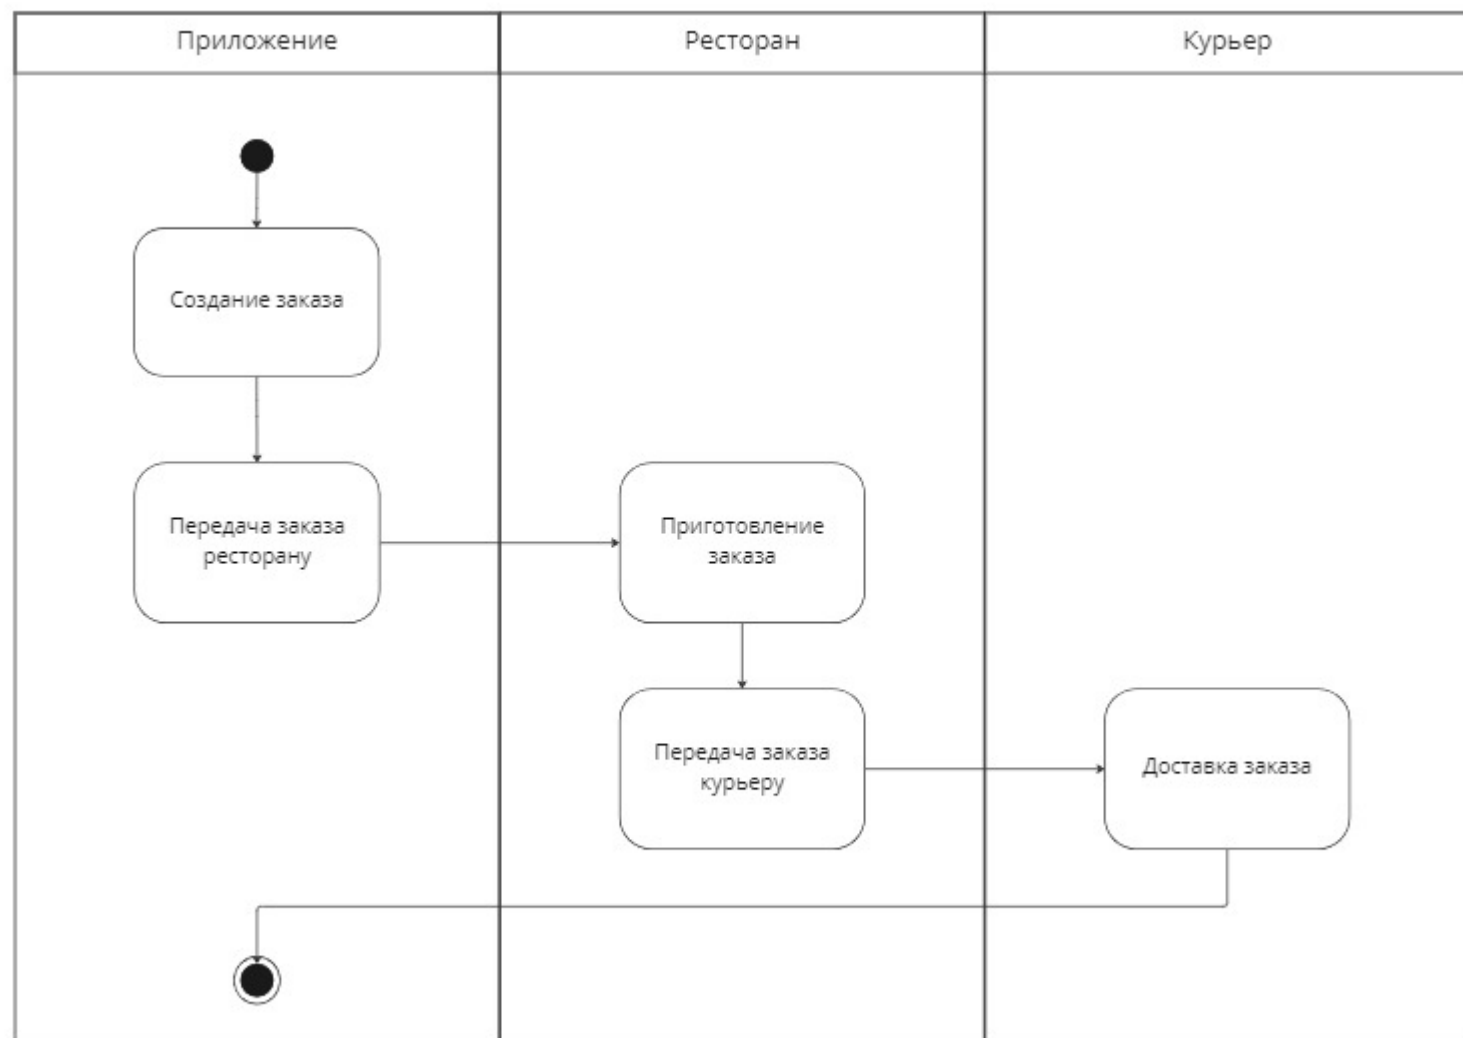 Приложение
Ресторан
Курьер
Создание заказа
Передача заказа
ресторану
Приготовление
заказа
Передача заказа
курьеру
Доставка заказа